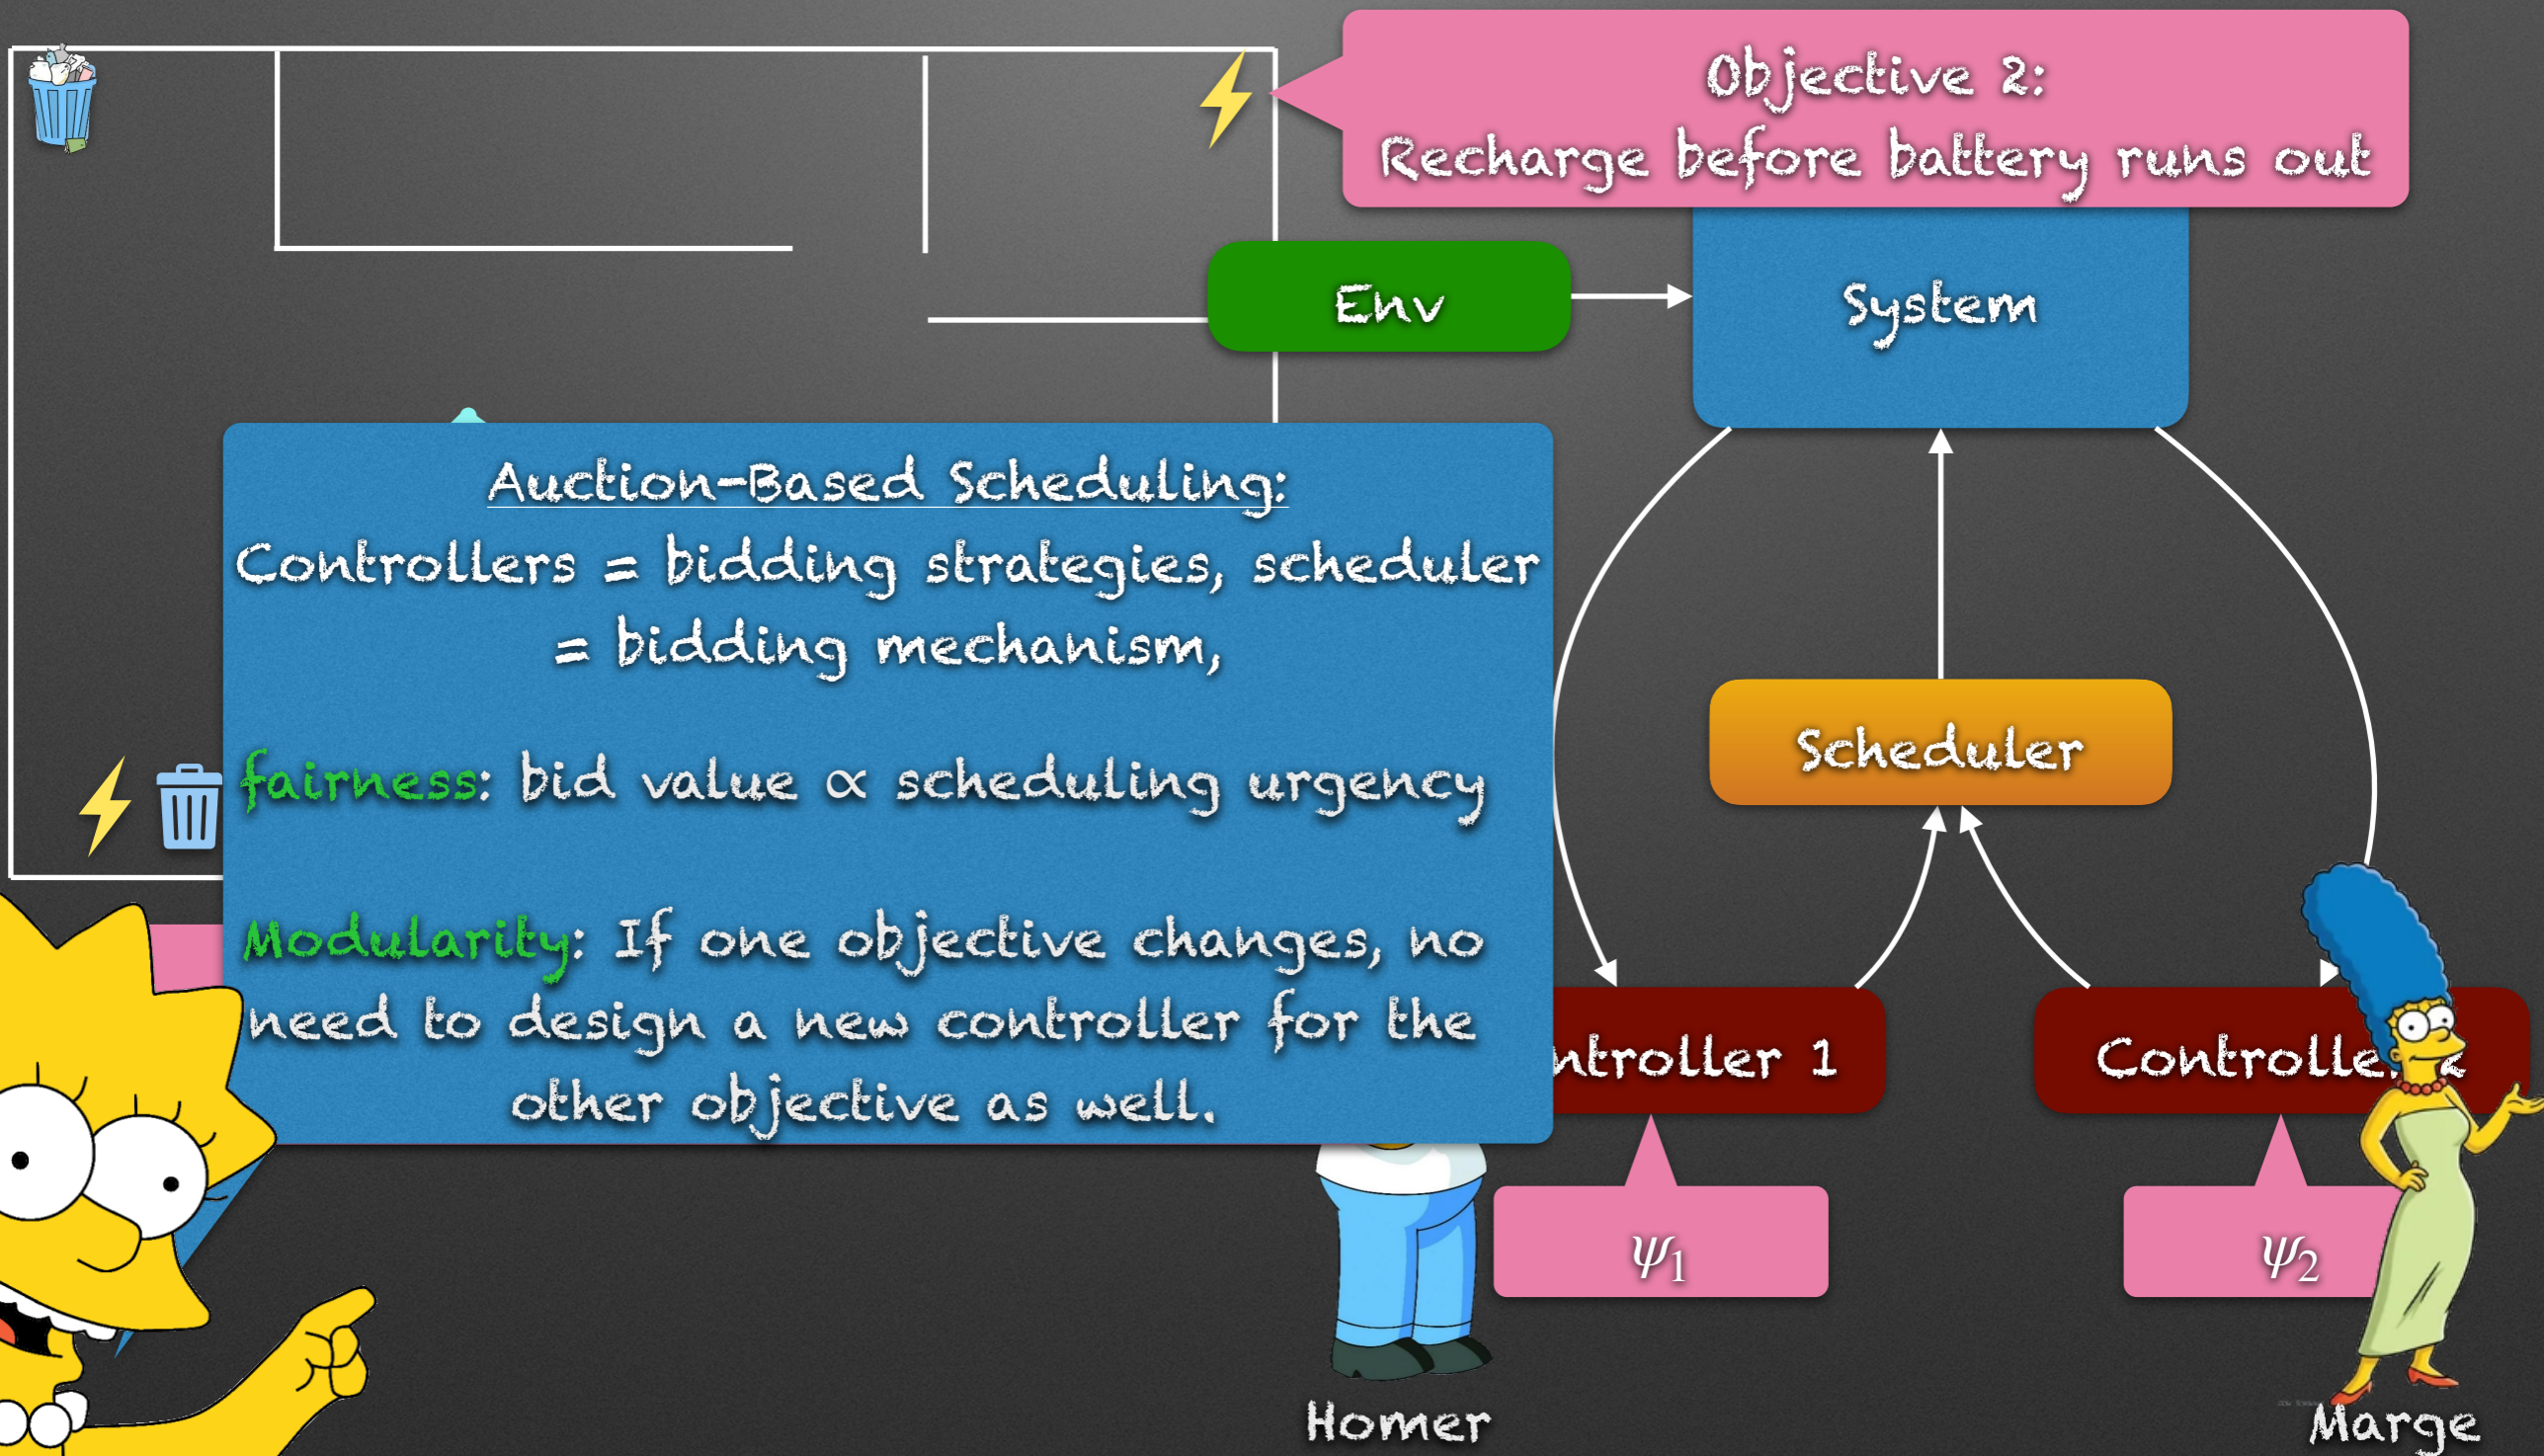 Objective 2:
Recharge before battery runs out
Env
System
Auction-Based Scheduling:
Controllers = bidding strategies, scheduler
= bidding mechanism,
fairness: bid value ∝ scheduling urgency
Modularity: If one objective changes, no
need to design a new controller for the
other objective as well.
Scheduler
ntroller 1
Controlle
ψ₁
ψ₂
Homer
Marge